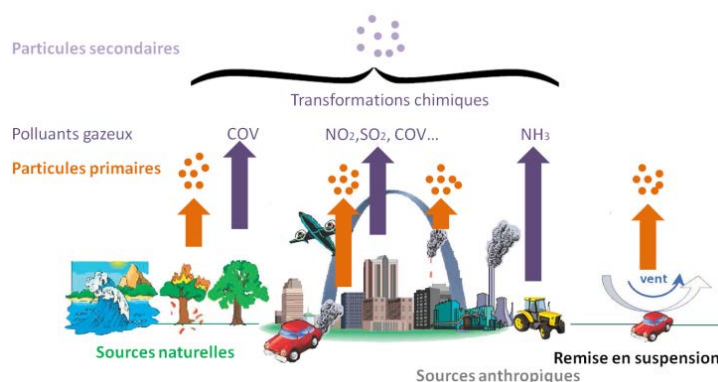 Particules secondaires
Transformations chimiques
Polluants gazeux
COV
NO2,SO2, COV...
NH3
Particules primaires
vent
Sources naturelles
Remise en suspension
Sources anthropiques